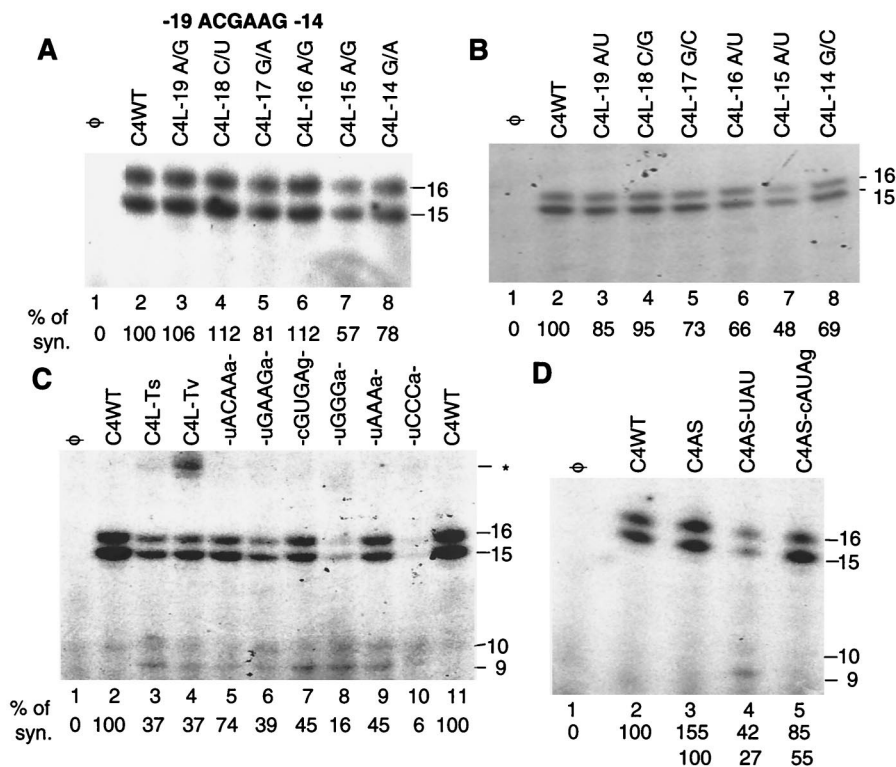 -19 ACGAAG -14
A
ϕ
C4WT
C4L-19 A/G
C4L-18 C/U
C4L-17 G/A
C4L-16 A/G
C4L-15 A/G
C4L-14 G/A
16
15
1 2 3 4 5 6 7 8
% of syn. 0 100 106 112 81 112 57 78
B
ϕ
C4WT
C4L-19 A/U
C4L-18 C/G
C4L-17 G/C
C4L-16 A/U
C4L-15 A/U
C4L-14 G/C
16
15
1 2 3 4 5 6 7 8
0 100 85 95 73 66 48 69
C
ϕ
C4WT
C4L-Ts
C4L-Tv
-uACAAa-
-uGAAGa-
-cGUGAg-
-uGGGa-
-uAAAa-
-uCCCa-
C4WT
*
16
15
10
9
1 2 3 4 5 6 7 8 9 10 11
% of syn. 0 100 37 37 74 39 45 16 45 6 100
D
ϕ
C4WT
C4AS
C4AS-UAU
C4AS-cAUAg
16
15
10
9
1 2 3 4 5
0 100 155 42 85
100 27 55